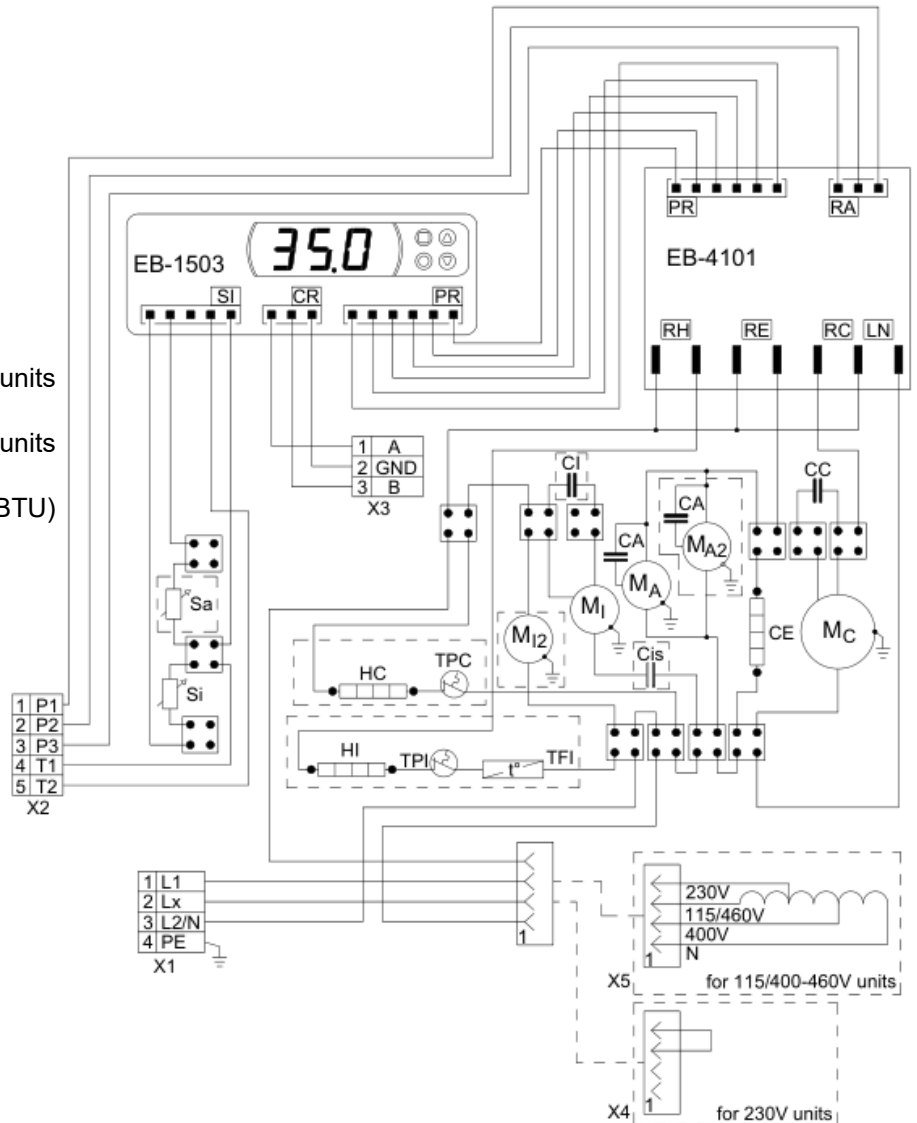 units
units
BTU)
EB-1503
35.0
SI
CR
PR
PR
RA
EB-4101
RH
RE
RC
LN
1 A
2 GND
3 B
X3
CI
CA
CA
CC
MA2
MA
MI
MI2
MC
CE
Cis
Sa
Si
HC
TPC
HI
TPI
t°
TFI
1 P1
2 P2
3 P3
4 T1
5 T2
X2
1 L1
2 Lx
3 L2/N
4 PE
X1
1
230V
115/460V
400V
N
1
X5
for 115/400-460V units
1
X4
for 230V units